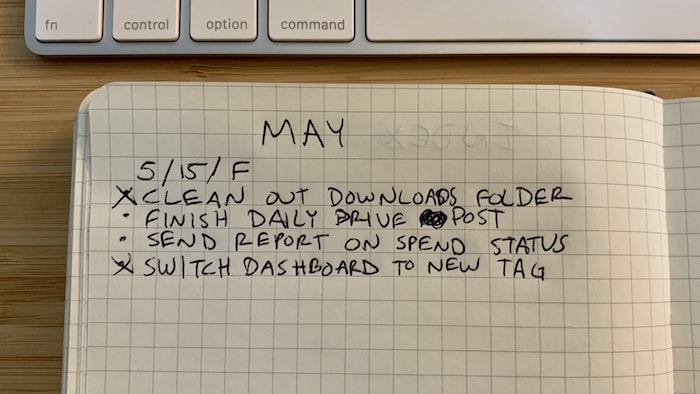 fn
control
option
command
MAY
INDEX
5/15/F
X CLEAN OUT DOWNLOADS FOLDER
• FINISH DAILY DRIVE POST
• SEND REPORT ON SPEND STATUS
X SWITCH DASHBOARD TO NEW TAG